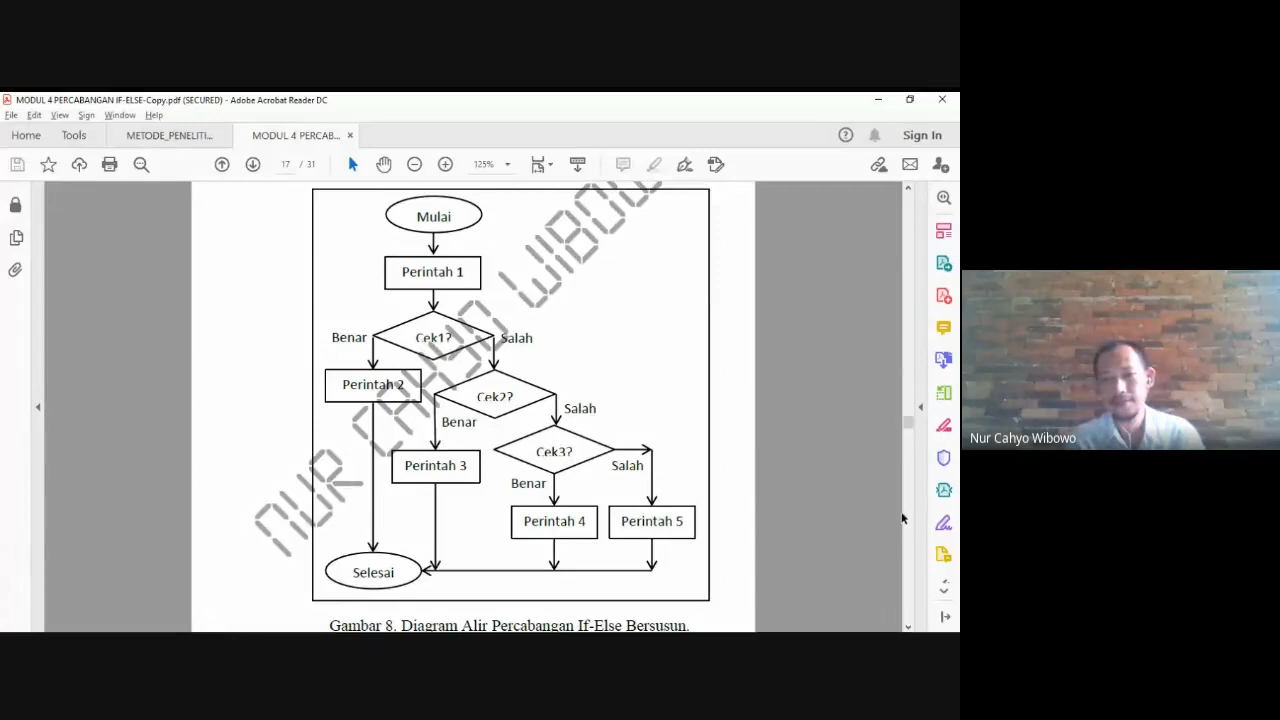 MODUL 4 PERCABANGAN IF-ELSE-Copy.pdf (SECURED) - Adobe Acrobat Reader DC
File Edit View Sign Window Help
Home Tools METODE_PENELITI... MODUL 4 PERCAB... × Sign In
17 / 31 125%
Mulai
Perintah 1
Benar Cek1? Salah
Perintah 2
Cek2?
Benar Salah
Cek3?
Perintah 3 Salah
Benar
Perintah 4 Perintah 5
Selesai
Gambar 8. Diagram Alir Percabangan If-Else Bersusun.
NUR CAHYO WIBOWO
Nur Cahyo Wibowo